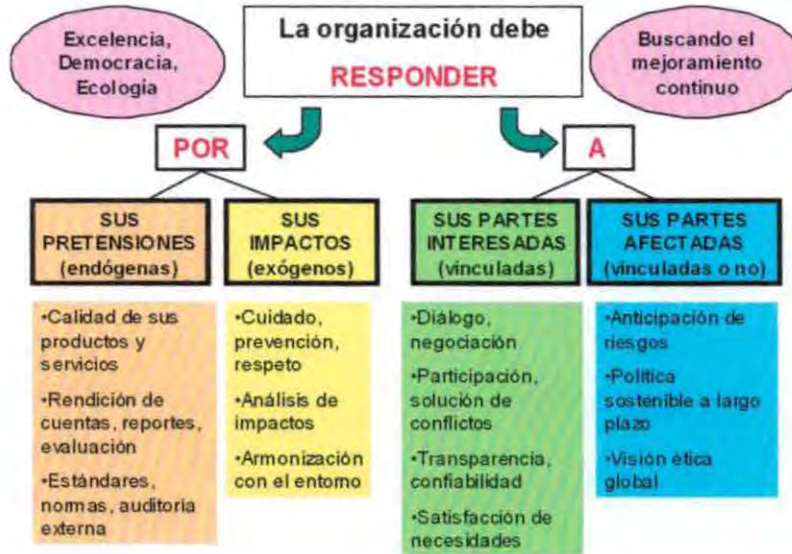 Excelencia,
Democracia,
Ecología
La organización debe
RESPONDER
Buscando el
mejoramiento
continuo
POR
A
SUS
PRETENSIONES
(endógenas)
SUS
IMPACTOS
(exógenos)
SUS PARTES
INTERESADAS
(vinculadas)
SUS PARTES
AFECTADAS
(vinculadas o no)
•Calidad de sus
productos y
servicios
•Rendición de
cuentas, reportes,
evaluación
•Estándares,
normas, auditoría
externa
•Cuidado,
prevención,
respeto
•Análisis de
impactos
•Armonización
con el entorno
•Diálogo,
negociación
•Participación,
solución de
conflictos
•Transparencia,
confiabilidad
•Satisfacción de
necesidades
•Anticipación de
riesgos
•Política
sostenible a largo
plazo
•Visión ética
global